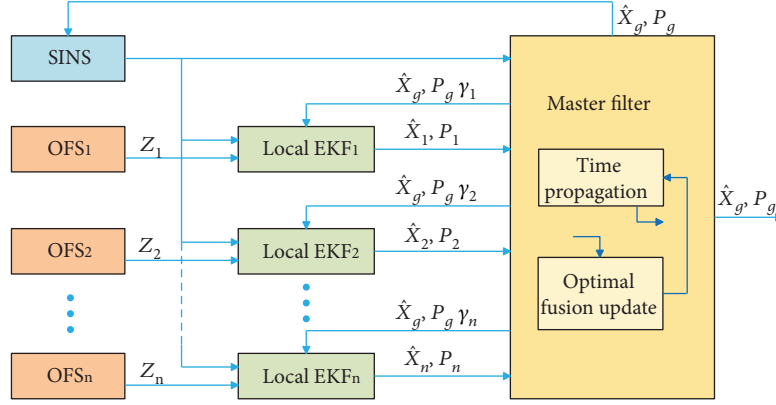 X̂g, Pg
SINS
X̂g, Pg γ1
Master filter
OFS1
Z1
Local EKF1
X̂1, P1
Time
propagation
X̂g, Pg γ2
X̂g, Pg
OFS2
Z2
Local EKF2
X̂2, P2
Optimal
fusion update
X̂g, Pg γn
OFSn
Zn
Local EKFn
X̂n, Pn